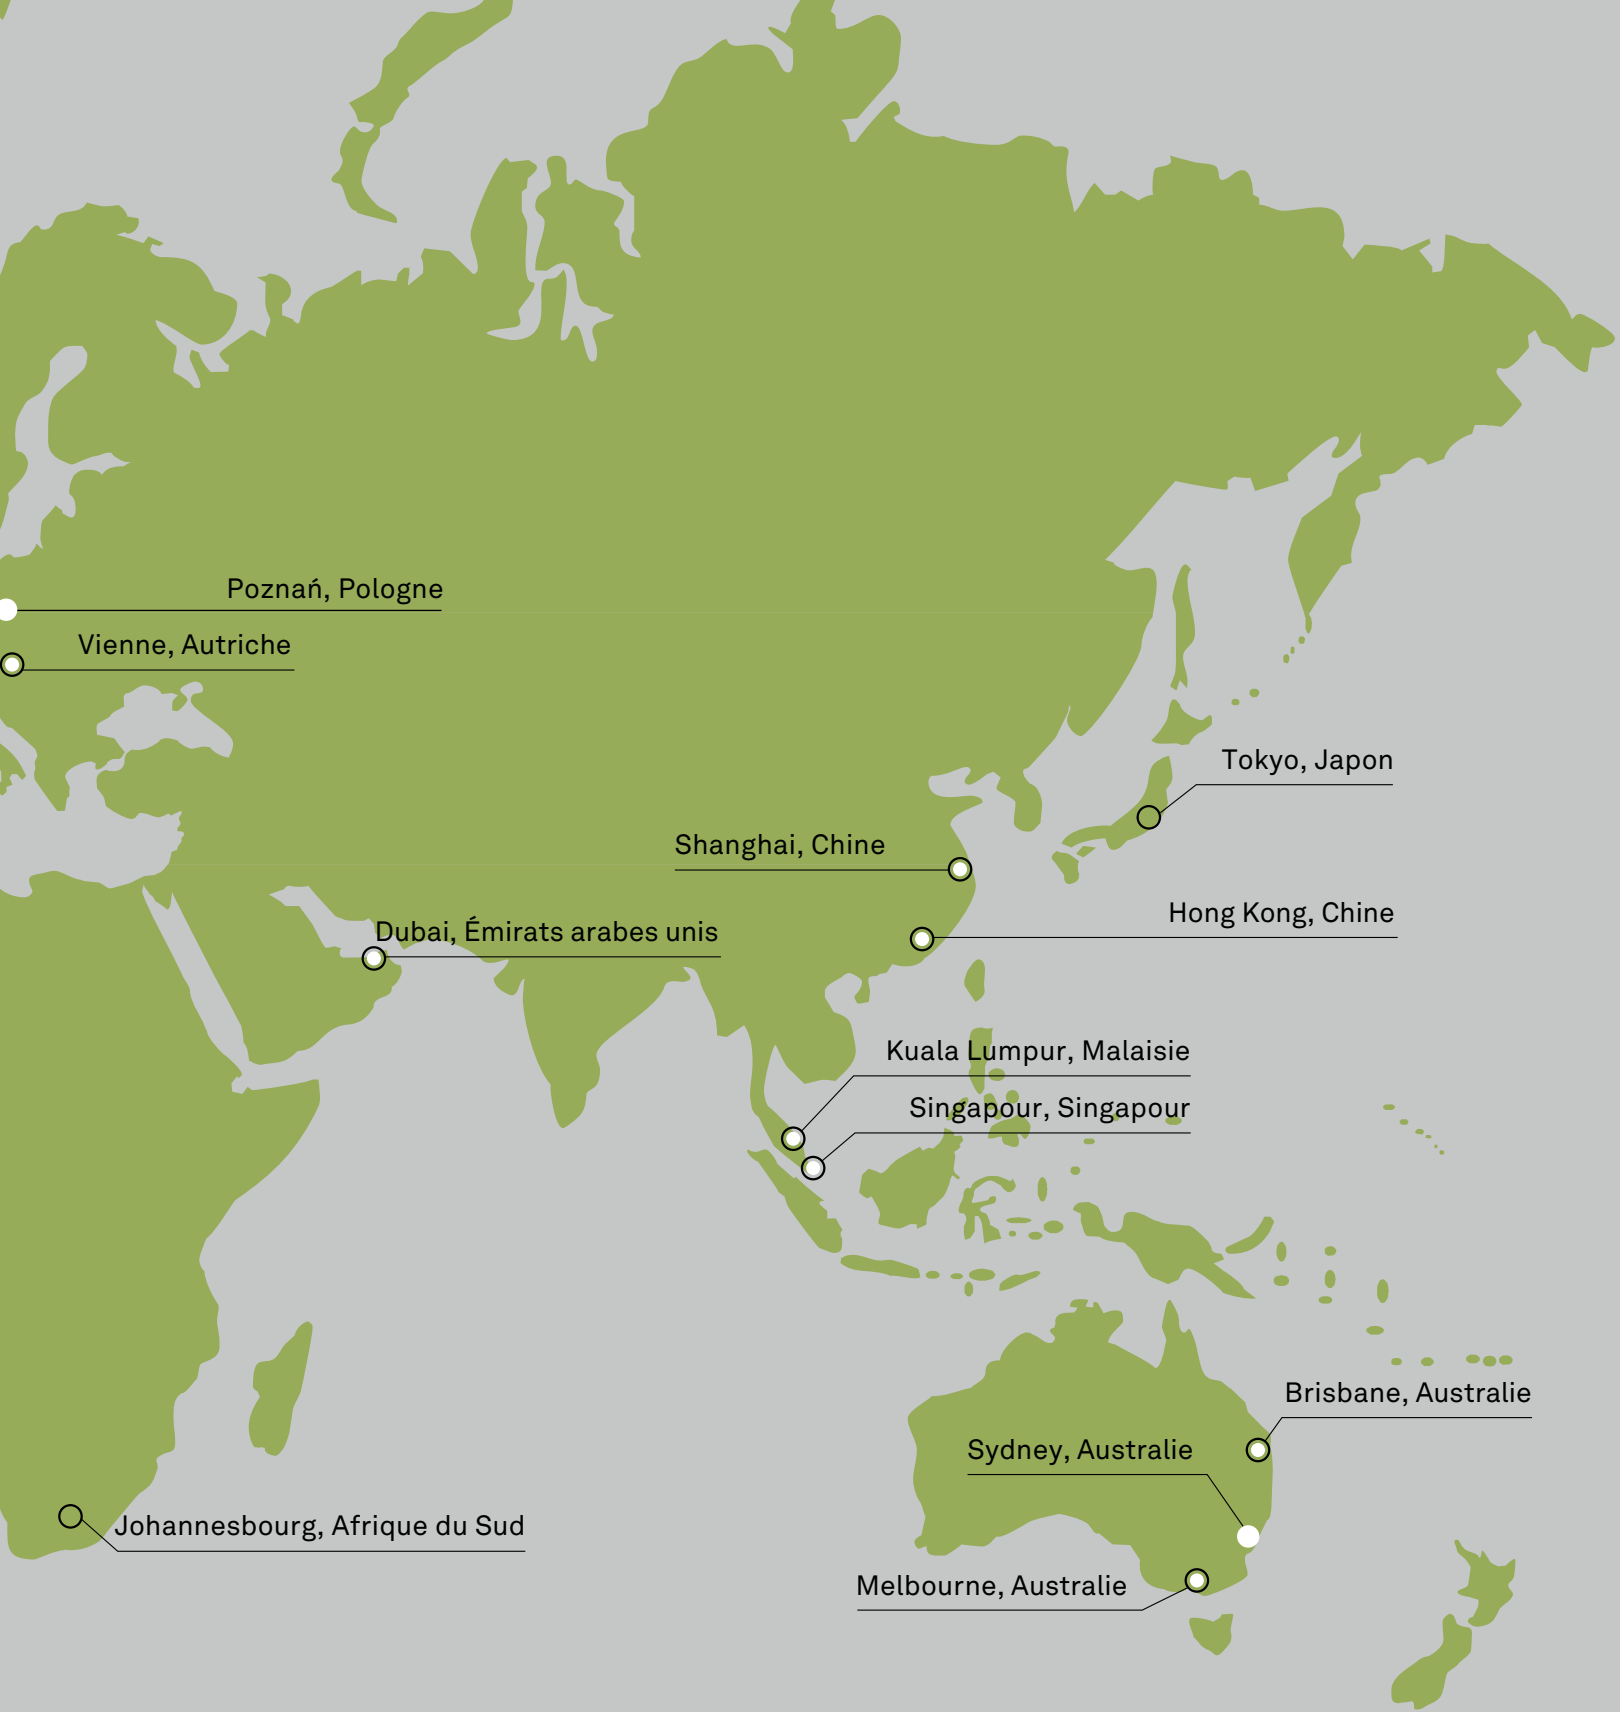 Poznań, Pologne
Vienne, Autriche
Tokyo, Japon
Shanghai, Chine
Hong Kong, Chine
Dubai, Émirats arabes unis
Kuala Lumpur, Malaisie
Singapour, Singapour
Brisbane, Australie
Sydney, Australie
Johannesbourg, Afrique du Sud
Melbourne, Australie